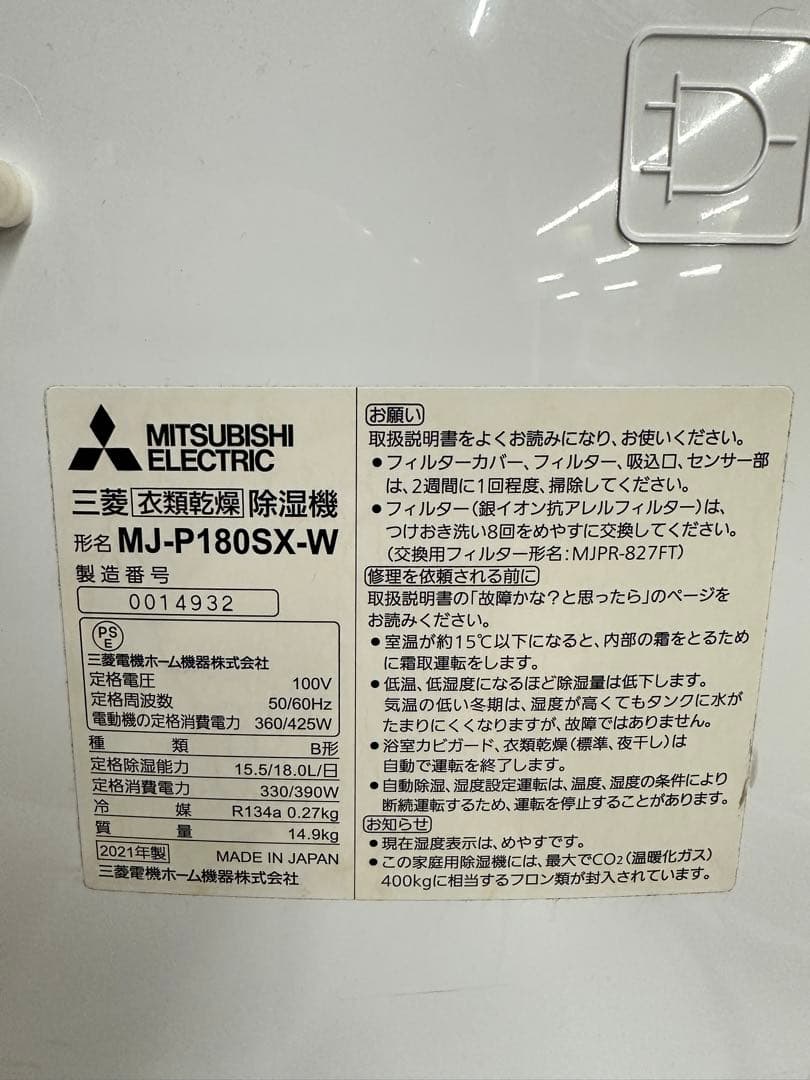 MITSUBISHI
ELECTRIC
三菱 衣類乾燥 除湿機
形名 MJ-P180SX-W
製造番号
0014932
PS
E
三菱電機ホーム機器株式会社
定格電圧 100V
定格周波数 50/60Hz
電動機の定格消費電力 360/425W
種類 B形
定格除湿能力 15.5/18.0L/日
定格消費電力 330/390W
冷媒 R134a 0.27kg
質量 14.9kg
2021年製 MADE IN JAPAN
三菱電機ホーム機器株式会社
お願い
取扱説明書をよくお読みになり、お使いください。
●フィルターカバー、フィルター、吸込口、センサー部
は、2週間に1回程度、掃除してください。
●フィルター(銀イオン抗アレルフィルター)は、
つけおき洗い8回をめやすに交換してください。
(交換用フィルター形名:MJPR-827FT)
修理を依頼される前に
取扱説明書の「故障かな?と思ったら」のページを
お読みください。
●室温が約15℃以下になると、内部の霜をとるため
に霜取運転をします。
●低温、低湿度になるほど除湿量は低下します。
気温の低い冬期は、湿度が高くてもタンクに水が
たまりにくくなりますが、故障ではありません。
●浴室カビガード、衣類乾燥(標準、夜干し)は
自動で運転を終了します。
●自動除湿、湿度設定運転は、温度、湿度の条件により
断続運転するため、運転を停止することがあります。
お知らせ
●現在湿度表示は、めやすです。
●この家庭用除湿機には、最大でCO2(温暖化ガス)
400kgに相当するフロン類が封入されています。